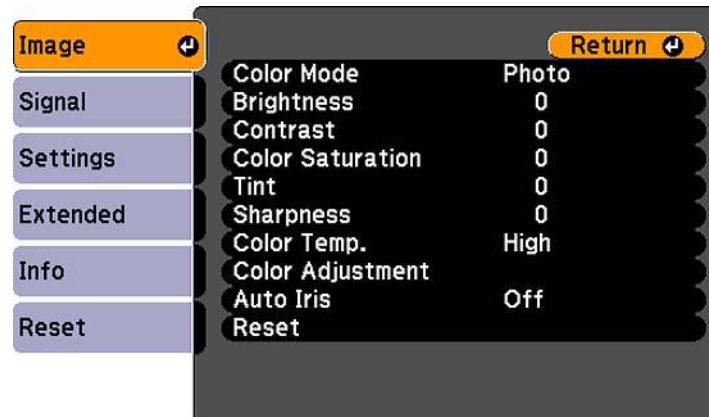 Image
Signal
Settings
Extended
Info
Reset
Return
Color Mode Photo
Brightness 0
Contrast 0
Color Saturation 0
Tint 0
Sharpness 0
Color Temp. High
Color Adjustment
Auto Iris Off
Reset